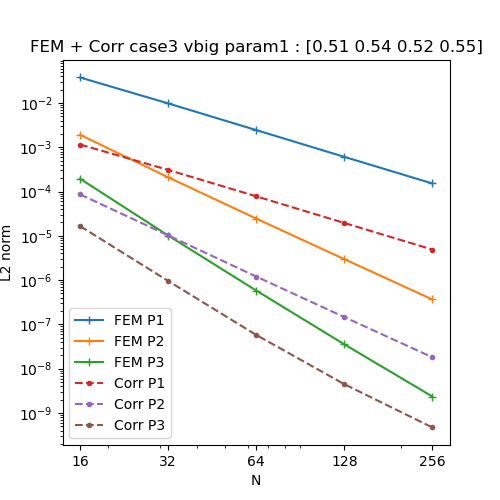 FEM + Corr case3 vbig param1 : [0.51 0.54 0.52 0.55]
L2 norm
10⁻²
10⁻³
10⁻⁴
10⁻⁵
10⁻⁶
10⁻⁷
10⁻⁸
10⁻⁹
FEM P1
FEM P2
FEM P3
Corr P1
Corr P2
Corr P3
16 32 64 128 256
N